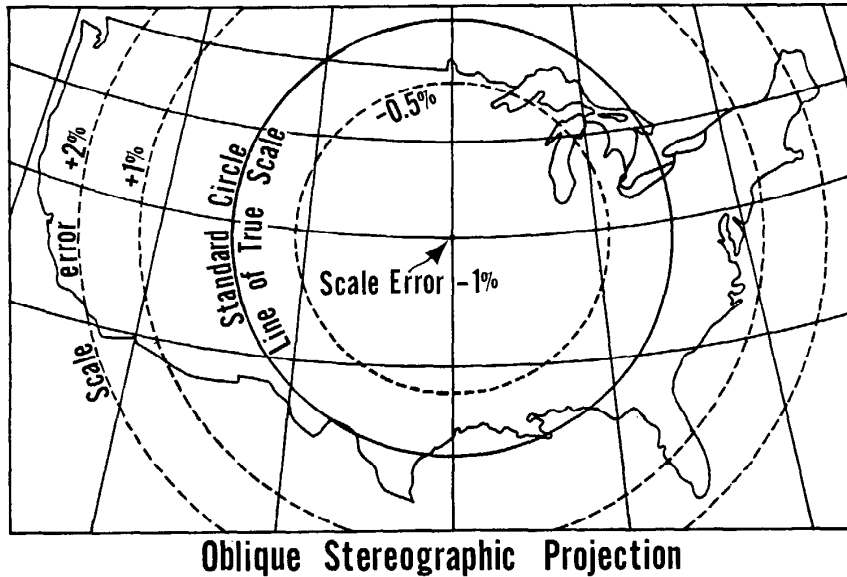 -0.5%
+2%
+1%
Standard Circle
Line of True Scale
Scale error
Scale Error -1%
Oblique Stereographic Projection